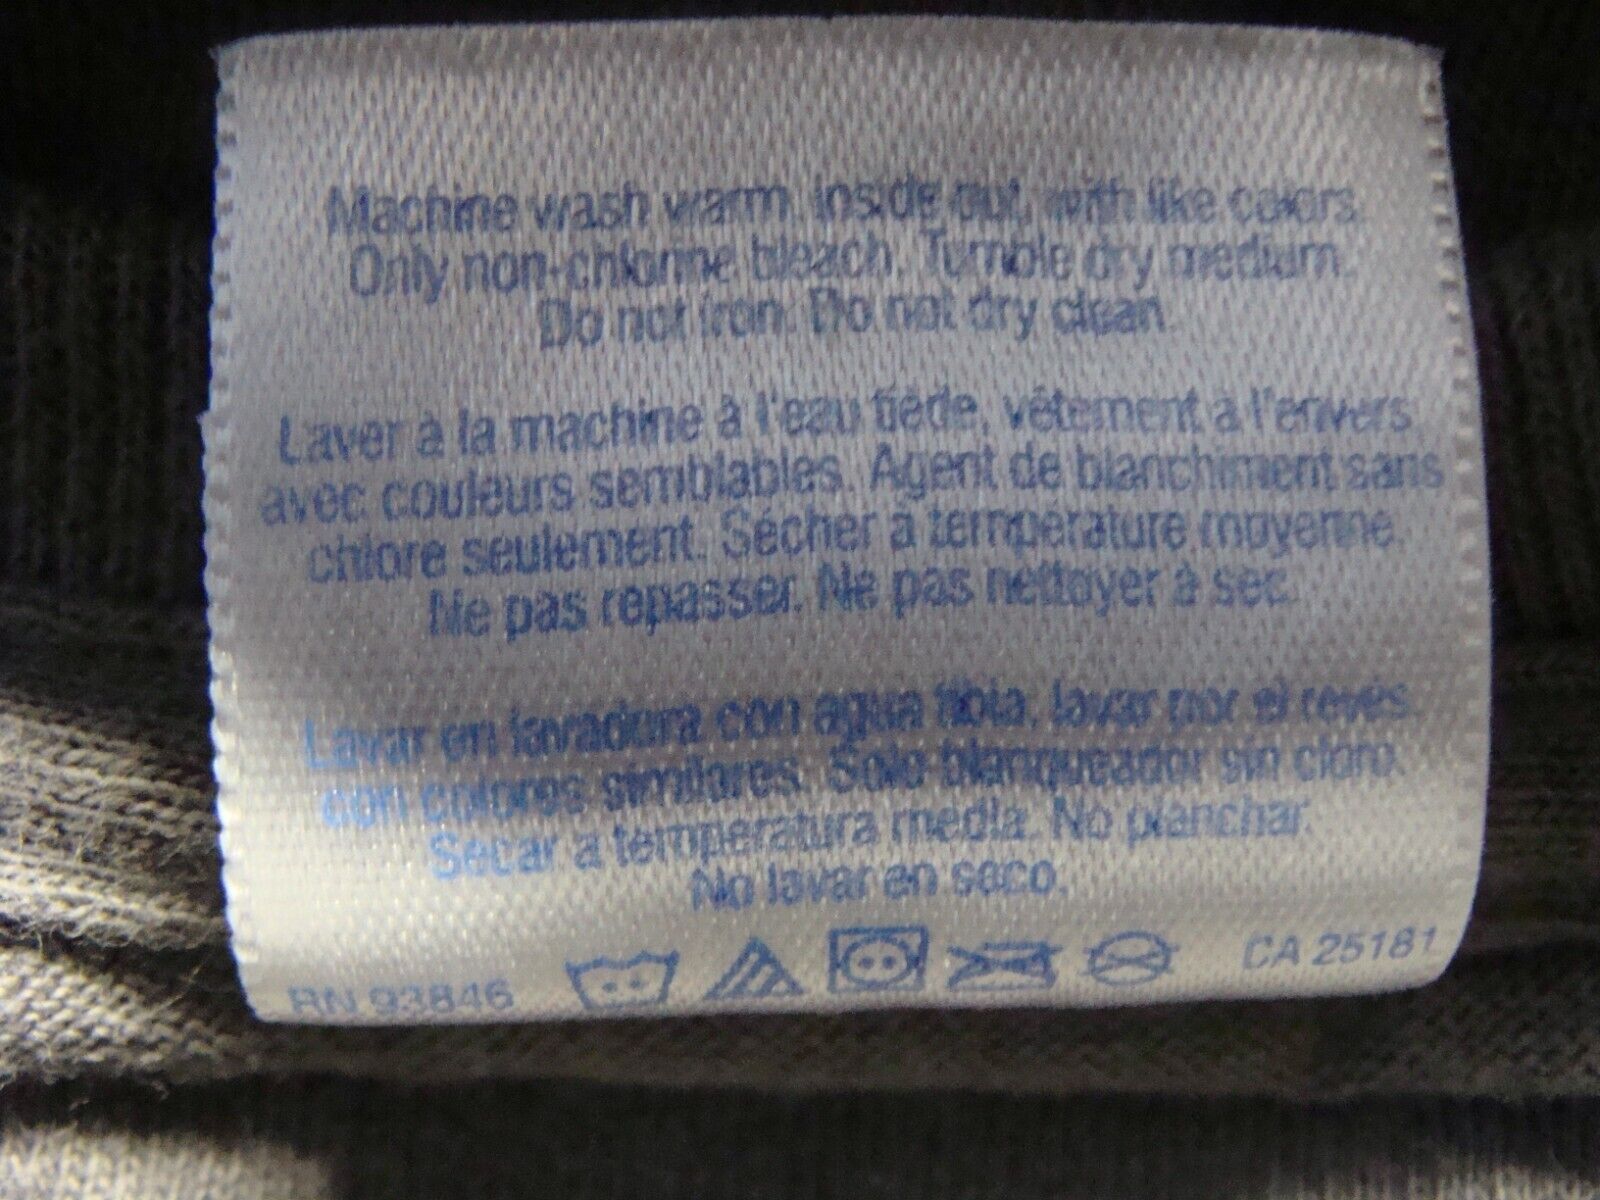 Machine wash warm, inside out, with like colors.
Only non-chlorine bleach. Tumble dry medium.
Do not iron. Do not dry clean.
Laver à la machine à l'eau tiède, vêtement à l'envers
avec couleurs semblables. Agent de blanchiment sans
chlore seulement. Sécher à température moyenne.
Ne pas repasser. Ne pas nettoyer à sec.
Lavar en lavadora con agua tibia, lavar por el revés.
con colores similares. Solo blanqueador sin cloro.
Secar a temperatura media. No planchar.
No lavar en seco.
RN 93846
CA 25181